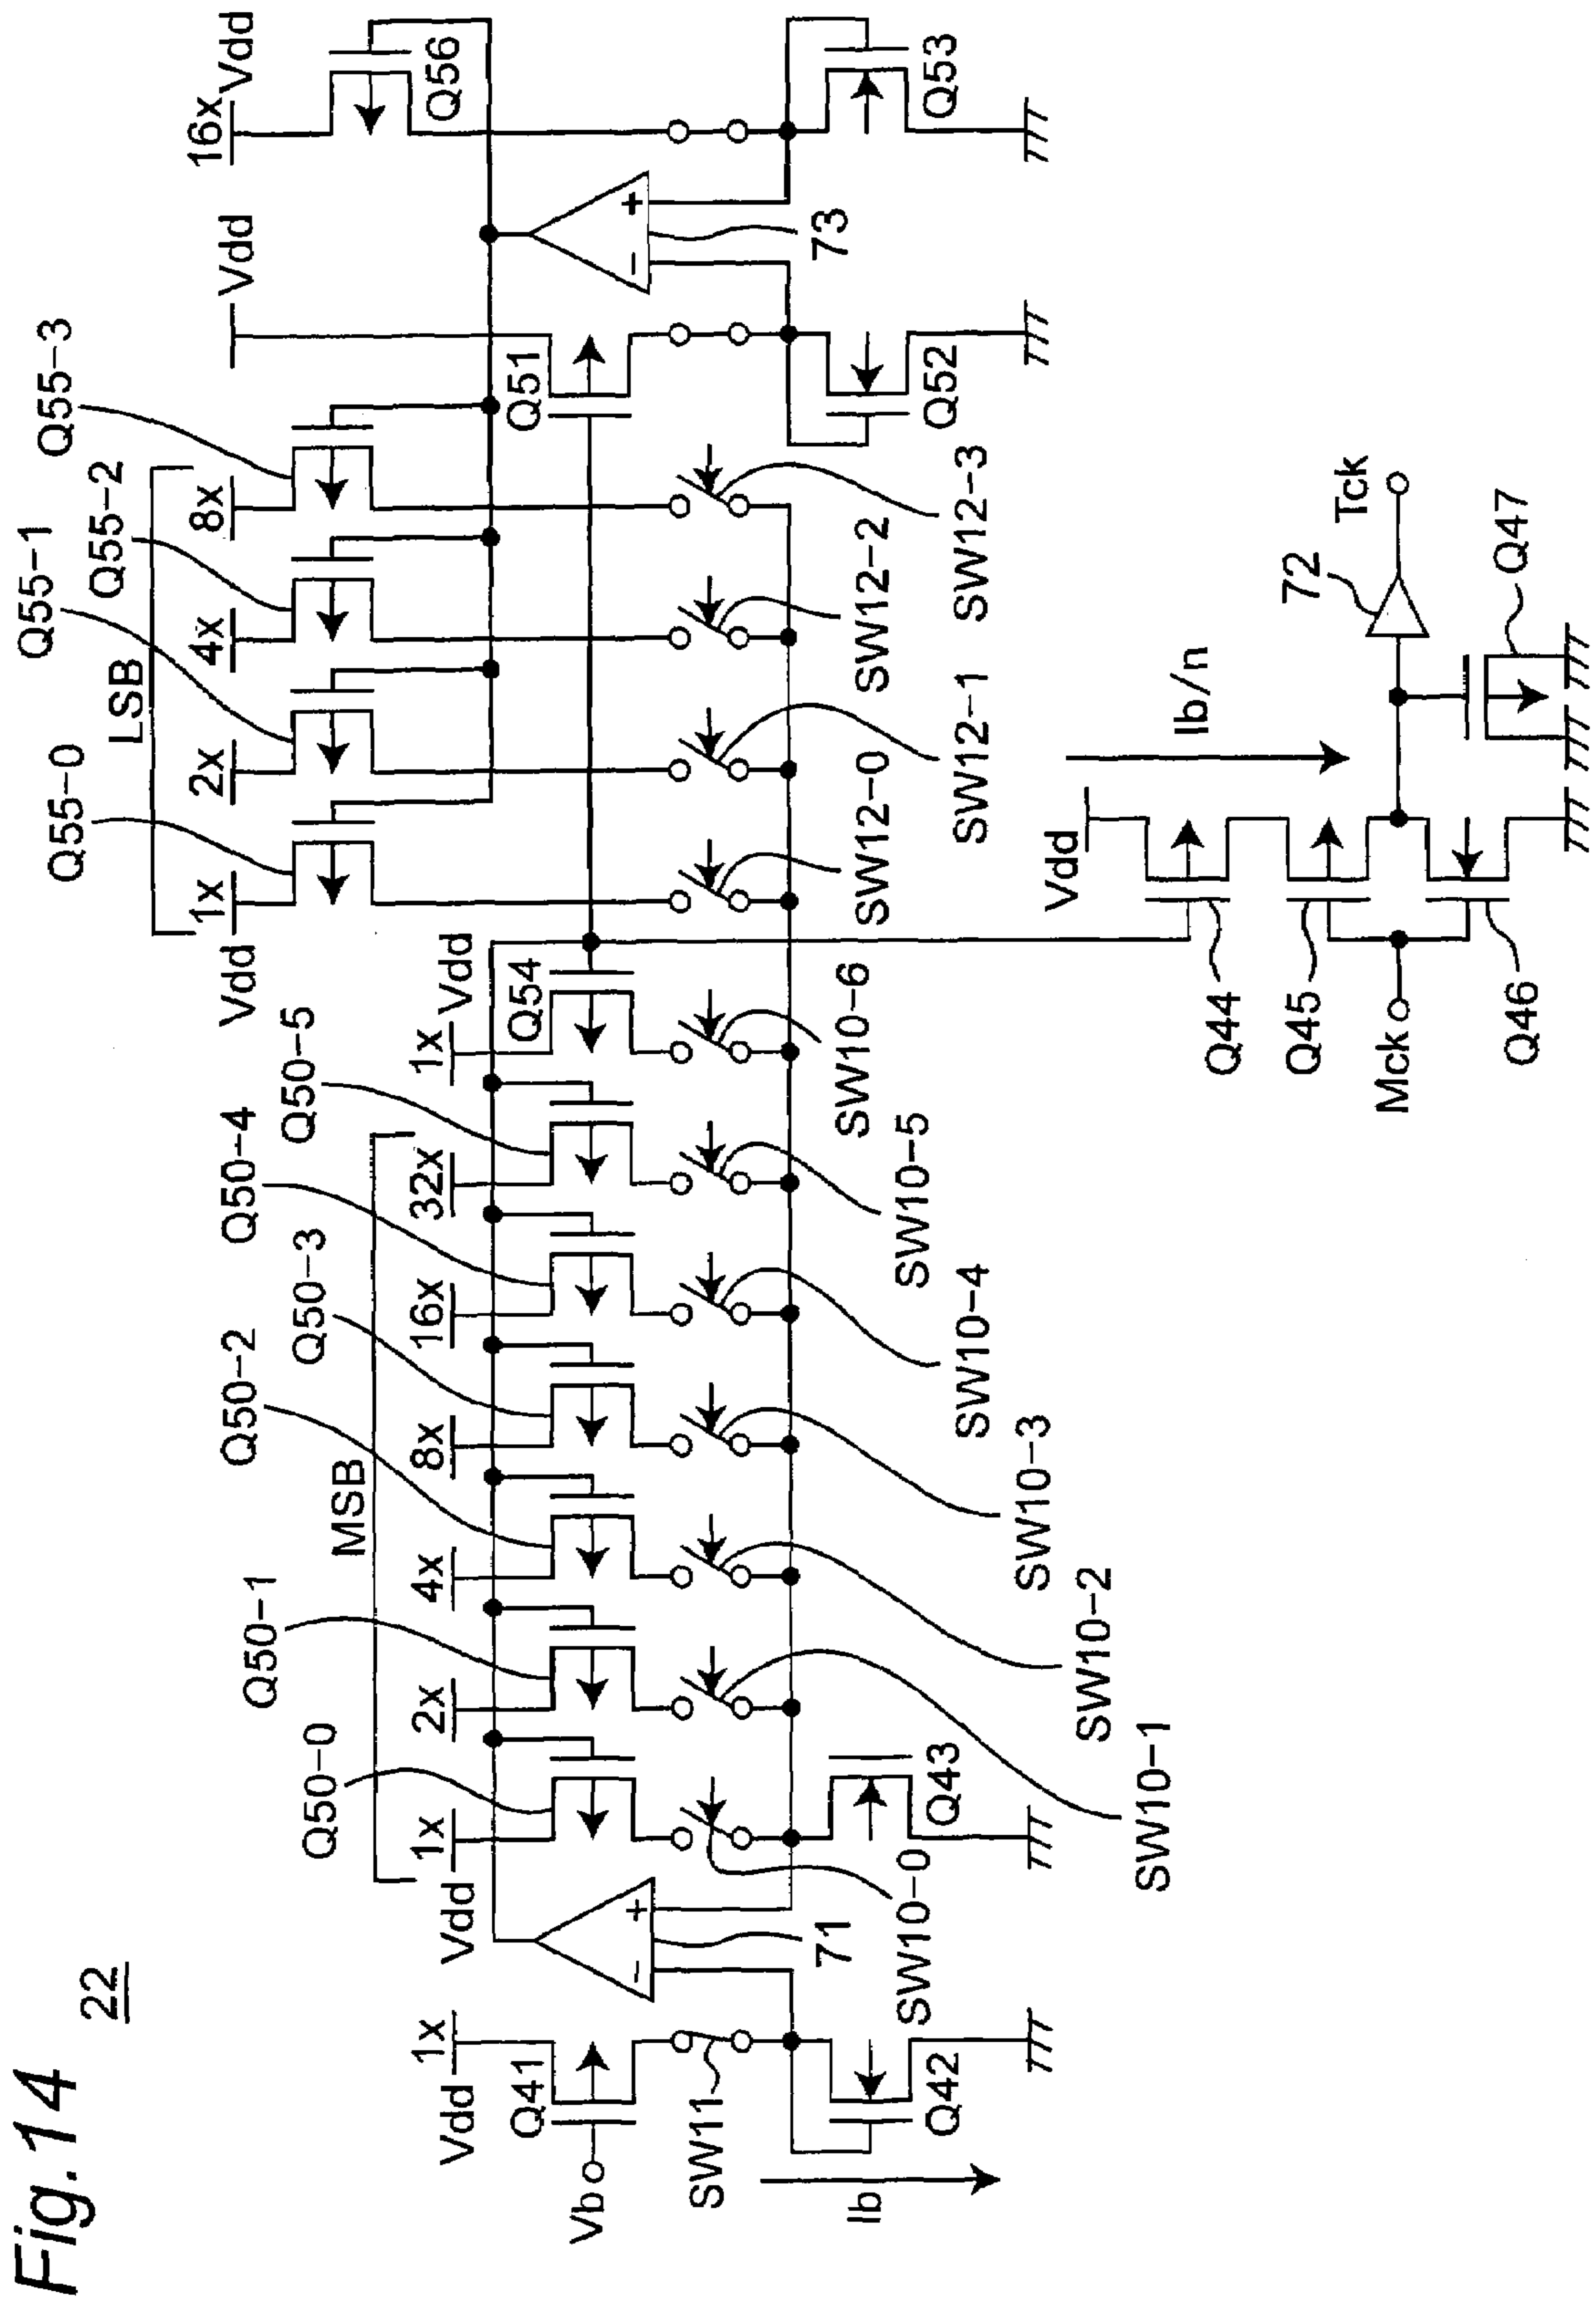 Fig.14
22
LSB
Q55-0
Q55-1
Q55-2
Q55-3
Vdd
1x
2x
4x
8x
Vdd
16x
Vdd
Q56
MSB
Q50-0
Q50-1
Q50-2
Q50-3
Q50-4
Q50-5
Vdd
1x
Vdd
1x
2x
4x
8x
16x
32x
1x
Vdd
Vb
Q41
Q54
Q51
−
+
71
−
+
73
SW11
SW10-0
SW10-1
SW10-2
SW10-3
SW10-4
SW10-5
SW10-6
SW12-0
SW12-1
SW12-2
SW12-3
Ib
Q42
Q43
Q52
Q53
Vdd
Ib/n
Q44
Q45
Mck
Q46
72
Tck
Q47